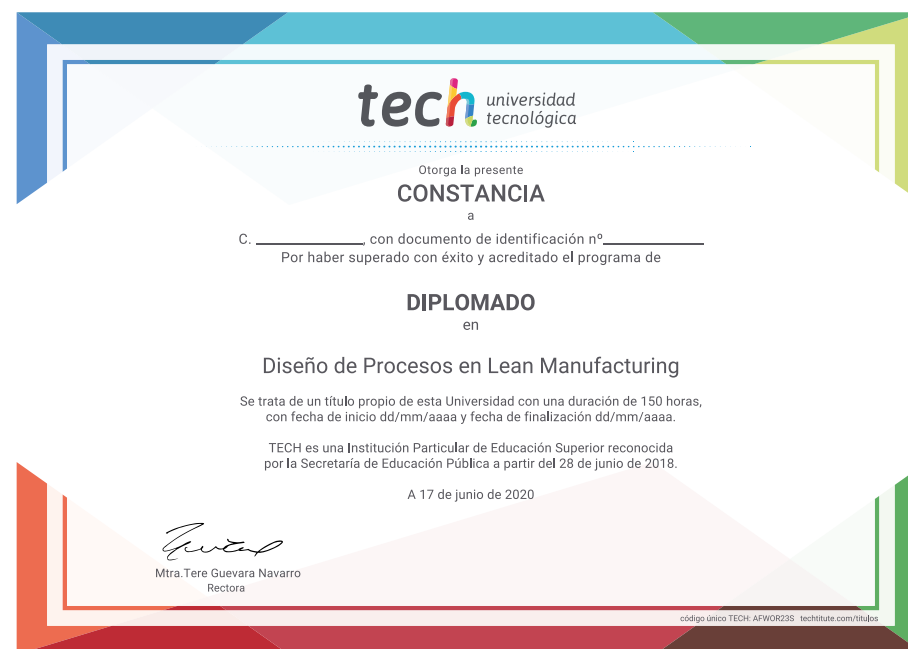 tech universidad
tecnológica
Otorga la presente
CONSTANCIA
a
C. ____________, con documento de identificación nº____________
Por haber superado con éxito y acreditado el programa de
DIPLOMADO
en
Diseño de Procesos en Lean Manufacturing
Se trata de un título propio de esta Universidad con una duración de 150 horas,
con fecha de inicio dd/mm/aaaa y fecha de finalización dd/mm/aaaa.
TECH es una Institución Particular de Educación Superior reconocida
por la Secretaría de Educación Pública a partir del 28 de junio de 2018.
A 17 de junio de 2020
Mtra.Tere Guevara Navarro
Rectora
código único TECH: AFWOR23S techtitute.com/titulos